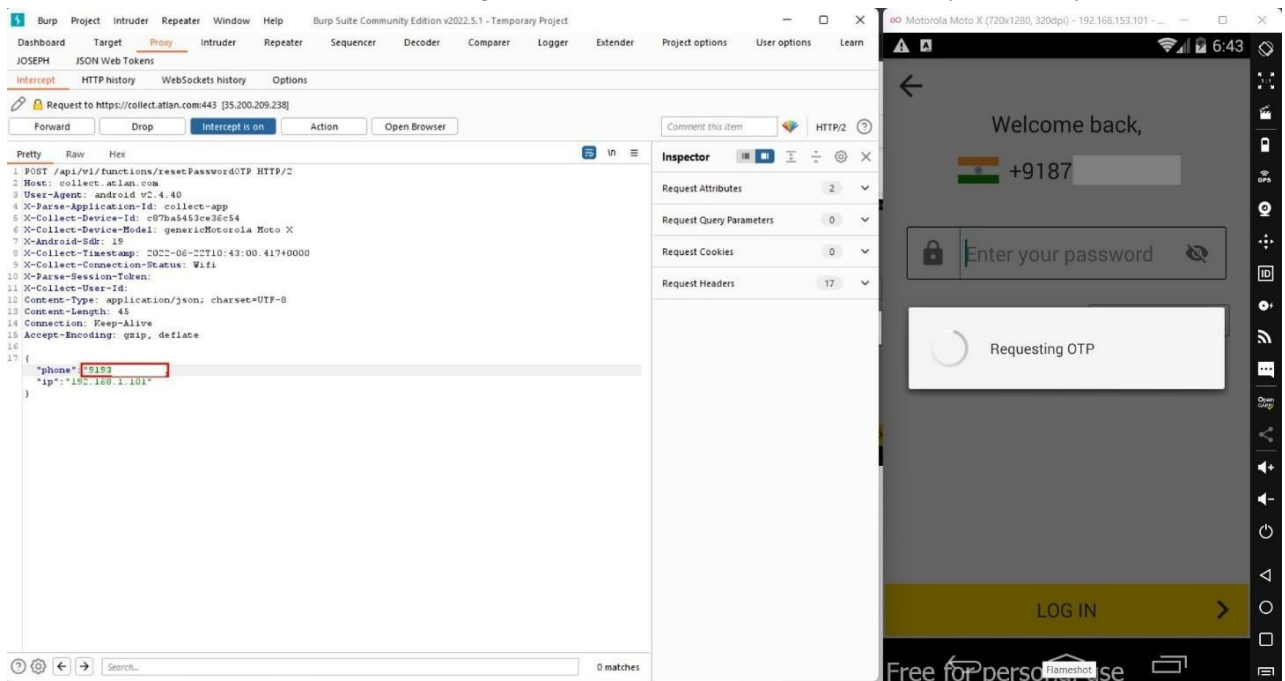 Burp Project Intruder Repeater Window Help Burp Suite Community Edition v2022.5.1 - Temporary Project
Dashboard Target Proxy Intruder Repeater Sequencer Decoder Comparer Logger Extender Project options User options Learn
JOSEPH JSON Web Tokens
Intercept HTTP history WebSockets history Options
Request to https://collect.atlan.com:443 [35.200.209.238]
Forward Drop Intercept is on Action Open Browser Comment this item HTTP/2
Pretty Raw Hex \n
1 POST /api/v1/functions/resetPasswordOTP HTTP/2
2 Host: collect.atlan.com
3 User-Agent: android v2.4.40
4 X-Parse-Application-Id: collect-app
5 X-Collect-Device-Id: c87ba5453ce36c54
6 X-Collect-Device-Model: genericMotorola Moto X
7 X-Android-Sdk: 19
8 X-Collect-Timestamp: 2022-06-22T10:43:00.417+0000
9 X-Collect-Connection-Status: Wifi
10 X-Parse-Session-Token:
11 X-Collect-User-Id:
12 Content-Type: application/json; charset=UTF-8
13 Content-Length: 45
14 Connection: Keep-Alive
15 Accept-Encoding: gzip, deflate
16
17 {
"phone":"9193
"ip":"192.168.1.101"
}
Search... 0 matches
Inspector
Request Attributes 2
Request Query Parameters 0
Request Cookies 0
Request Headers 17
Motorola Moto X (720x1280, 320dpi) - 192.168.153.101 - ...
6:43
Welcome back,
+9187
Enter your password
Requesting OTP
LOG IN
Free for personal use
Flameshot
1:1
GPS
ID
Open GAPPS